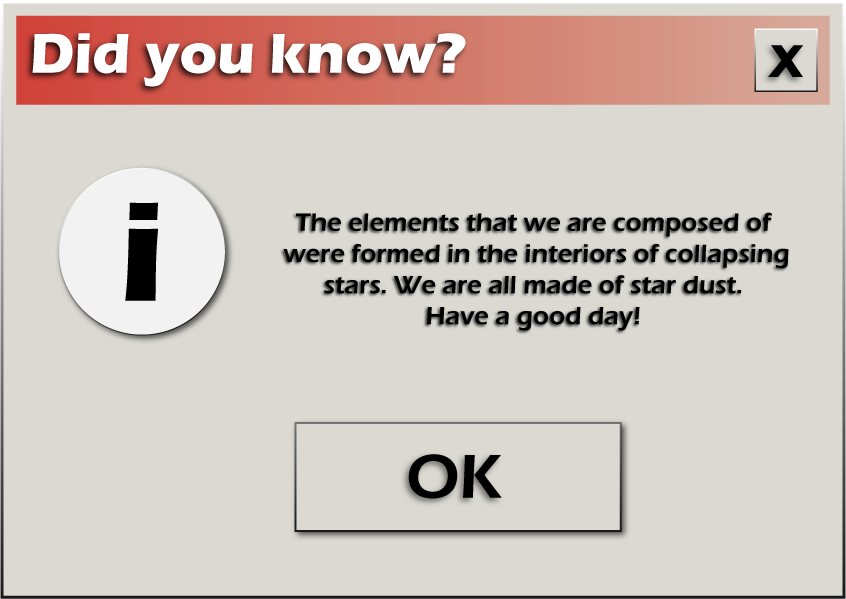 Did you know?
X
i
The elements that we are composed of
were formed in the interiors of collapsing
stars. We are all made of star dust.
Have a good day!
OK